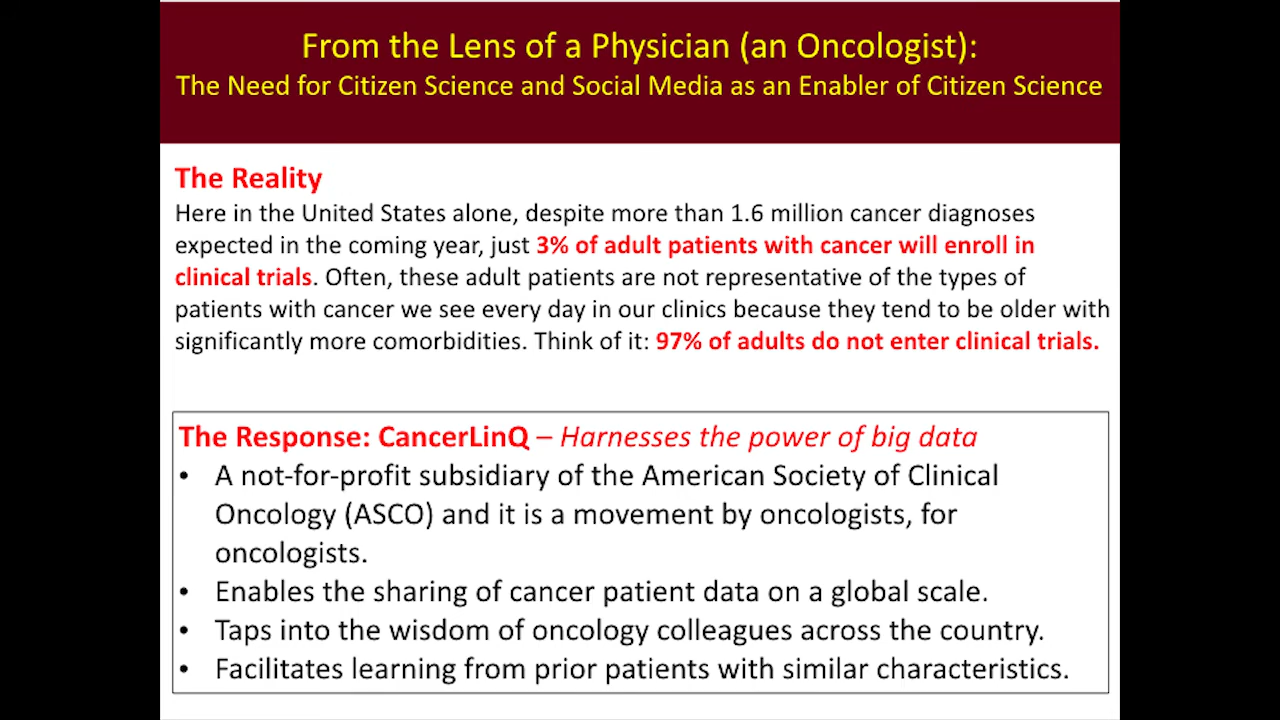 From the Lens of a Physician (an Oncologist):
The Need for Citizen Science and Social Media as an Enabler of Citizen Science
The Reality
Here in the United States alone, despite more than 1.6 million cancer diagnoses
expected in the coming year, just 3% of adult patients with cancer will enroll in
clinical trials. Often, these adult patients are not representative of the types of
patients with cancer we see every day in our clinics because they tend to be older with
significantly more comorbidities. Think of it: 97% of adults do not enter clinical trials.
The Response: CancerLinQ – Harnesses the power of big data
• A not-for-profit subsidiary of the American Society of Clinical
Oncology (ASCO) and it is a movement by oncologists, for
oncologists.
• Enables the sharing of cancer patient data on a global scale.
• Taps into the wisdom of oncology colleagues across the country.
• Facilitates learning from prior patients with similar characteristics.